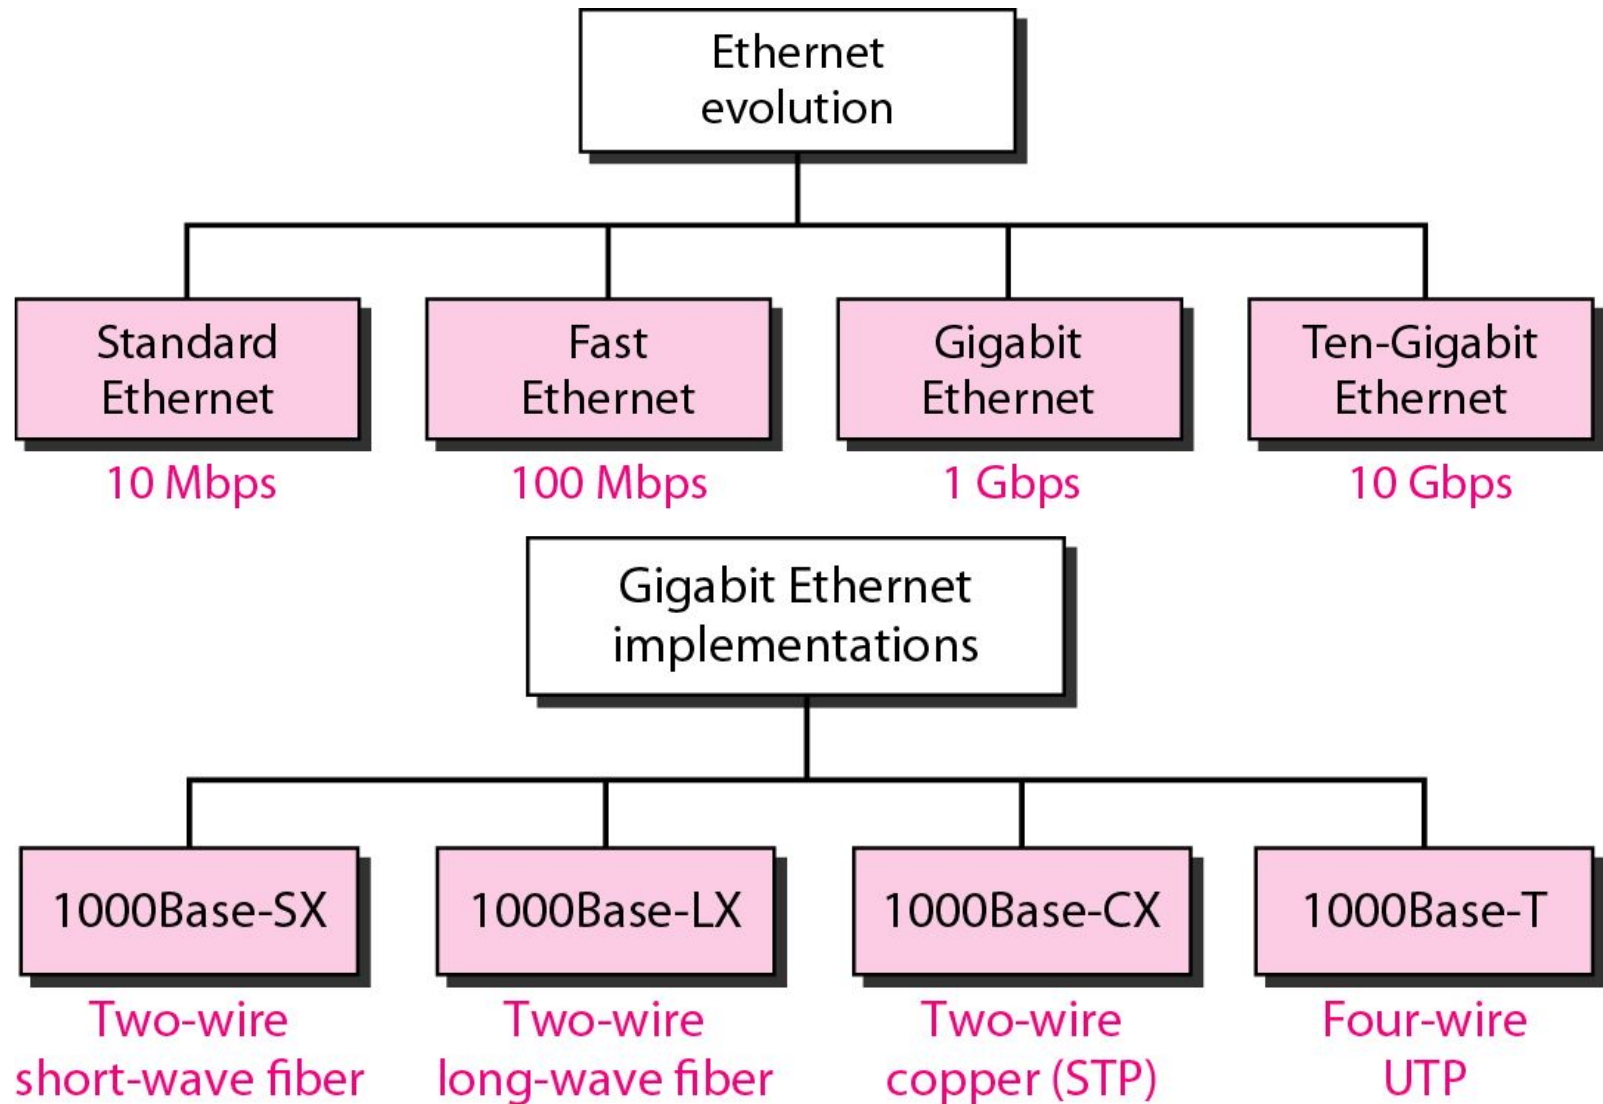 Ethernet
evolution
Standard
Ethernet
10 Mbps
Fast
Ethernet
100 Mbps
Gigabit
Ethernet
1 Gbps
Ten-Gigabit
Ethernet
10 Gbps
Gigabit Ethernet
implementations
1000Base-SX
Two-wire
short-wave fiber
1000Base-LX
Two-wire
long-wave fiber
1000Base-CX
Two-wire
copper (STP)
1000Base-T
Four-wire
UTP